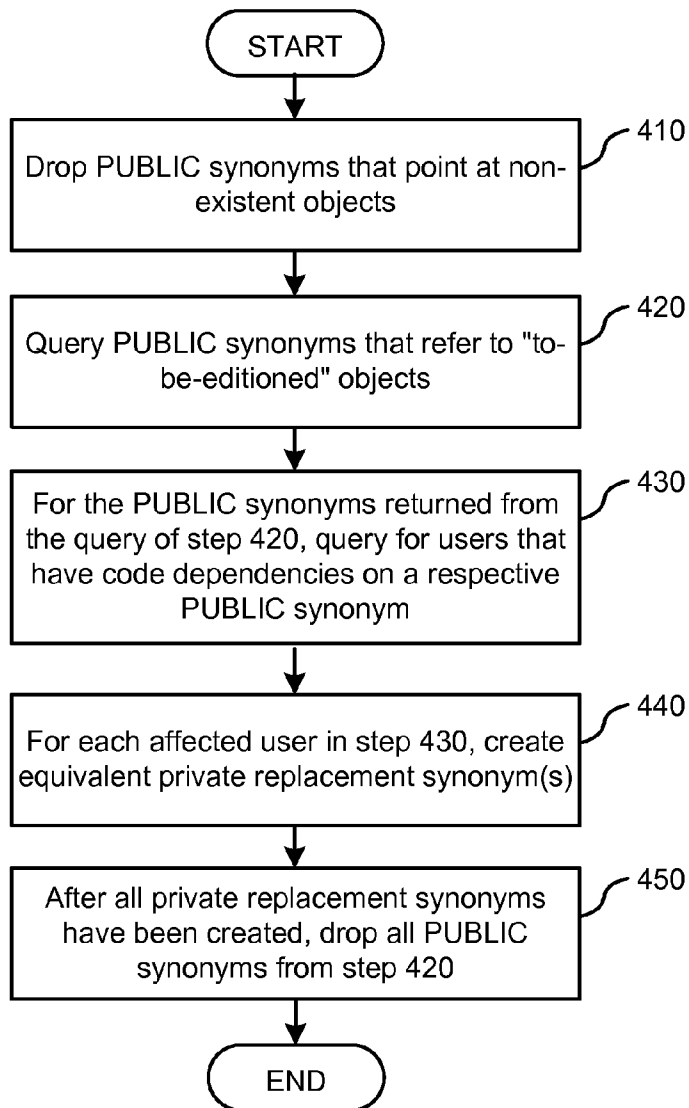 START
410
Drop PUBLIC synonyms that point at non-
existent objects
420
Query PUBLIC synonyms that refer to "to-
be-editioned" objects
430
For the PUBLIC synonyms returned from
the query of step 420, query for users that
have code dependencies on a respective
PUBLIC synonym
440
For each affected user in step 430, create
equivalent private replacement synonym(s)
450
After all private replacement synonyms
have been created, drop all PUBLIC
synonyms from step 420
END